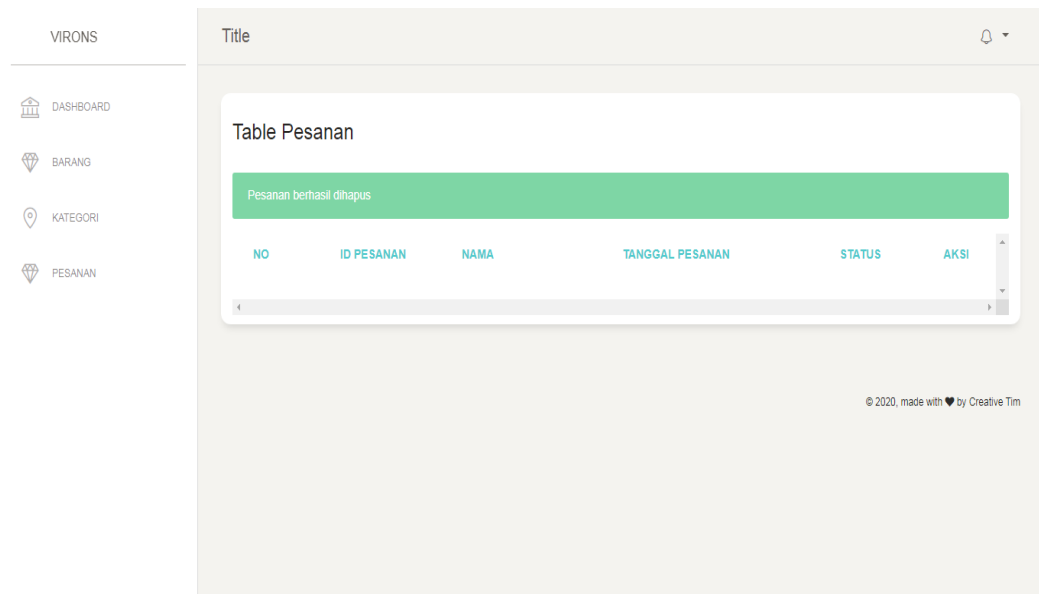 VIRONS
Title
DASHBOARD
BARANG
KATEGORI
PESANAN
Table Pesanan
Pesanan berhasil dihapus
NO ID PESANAN NAMA TANGGAL PESANAN STATUS AKSI
© 2020, made with ♥ by Creative Tim